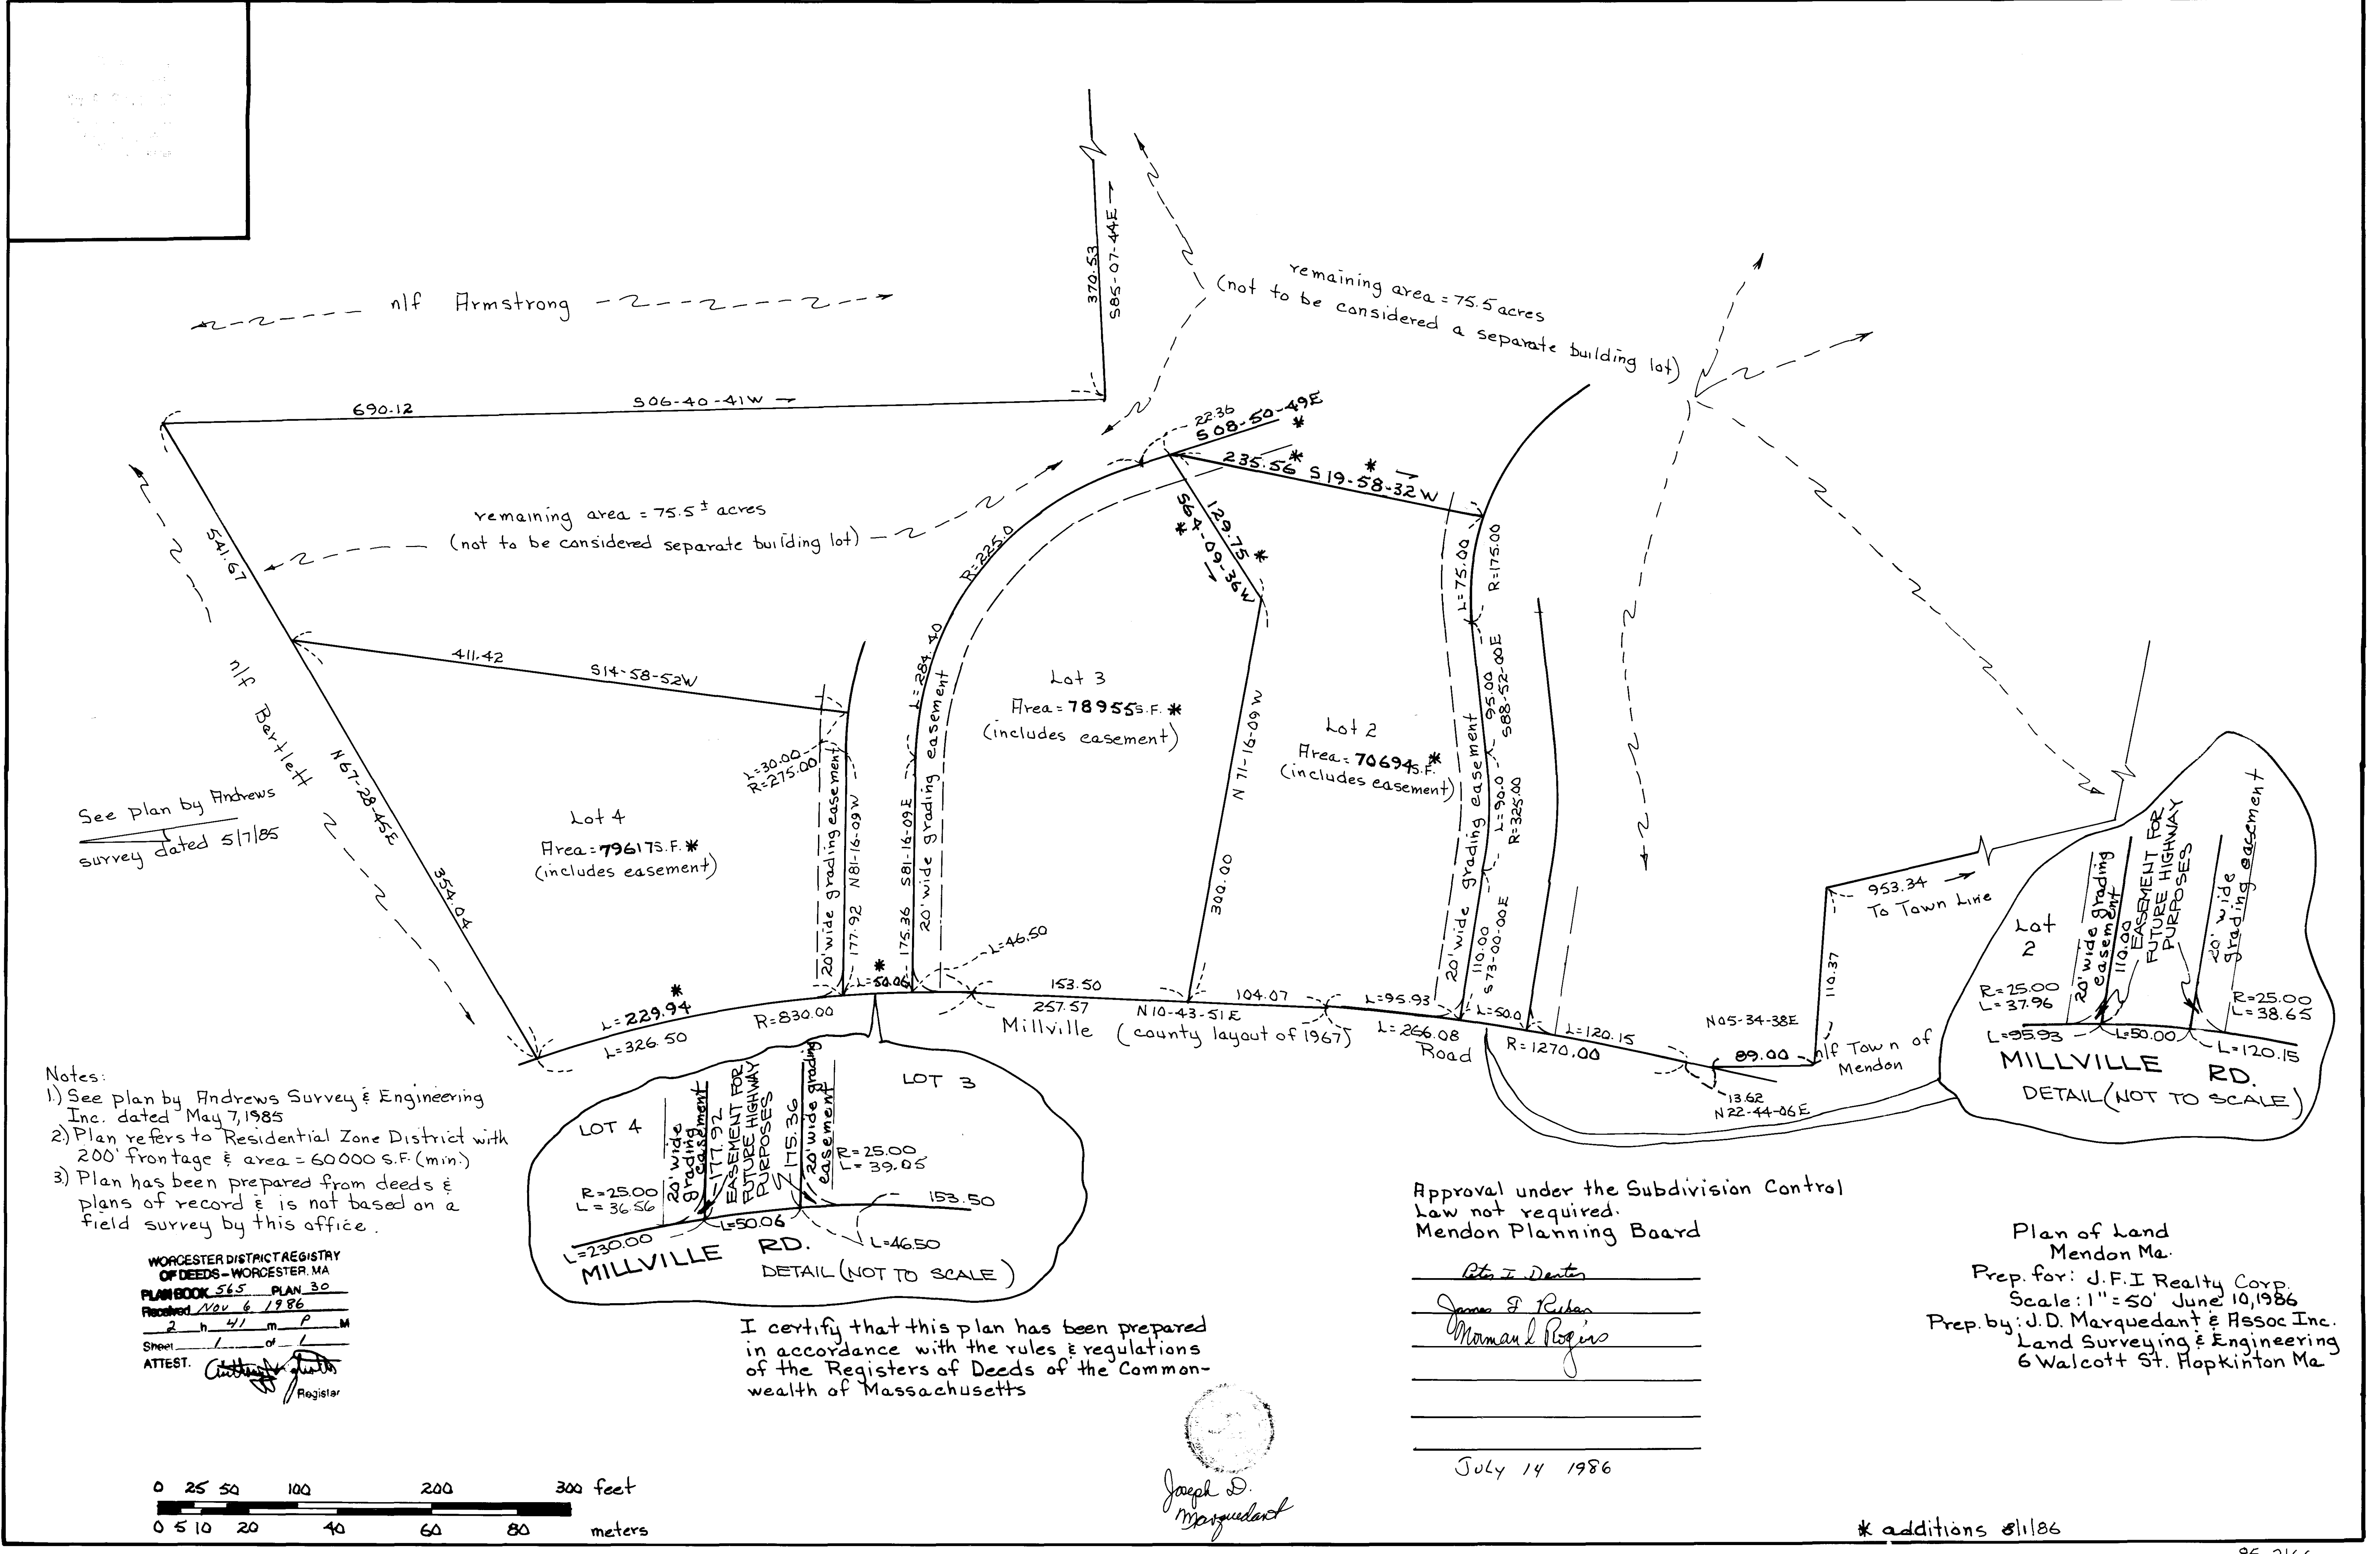 370.53
S85-07-44E
n/f Armstrong
remaining area = 75.5 acres
(not to be considered a separate building lot)
690.12
S06-40-41W
22.36
S08-50-49E
*
235.56 * S19-58-32W *
129.75 *
S64-09-36W *
remaining area = 75.5± acres
(not to be considered separate building lot)
541.67
R=225.0
L=75.00
R=175.00
411.42
S14-58-52W
L=284.40
n/f Bartlett
N67-28-45E
354.04
Lot 3
Area = 78955 S.F. *
(includes easement)
Lot 2
Area = 70694 S.F. *
(includes easement)
95.00
S88-52-00E
L=30.00
R=275.00
L=90.0
R=325.00
See plan by Andrews
survey dated 5/7/85
Lot 4
Area = 79617 S.F. *
(includes easement)
20' wide grading easement
177.92 N81-16-09W
175.36 S81-16-09E
20' wide grading easement
300.00
N 71-16-09 W
20' wide grading easement
110.00
S73-00-00E
953.34
To Town Line
110.37
L=229.94 *
L=326.50
R=830.00
L=50.06 *
L=46.50
153.50
257.57
N10-43-51E
104.07
L=95.93
L=266.08
L=50.0
L=120.15
R=1270.00
Millville (county layout of 1967) Road
N05-34-38E
89.00
n/f Town of
Mendon
13.62
N22-44-06E
Lot
2
20' wide grading
easement
110.00
EASEMENT FOR
FUTURE HIGHWAY
PURPOSES
20' wide
grading easement
R=25.00
L=37.96
R=25.00
L=38.65
L=95.93
L=50.00
L=120.15
MILLVILLE RD.
DETAIL (NOT TO SCALE)
LOT 4
20' wide
grading
easement
177.92
EASEMENT FOR
FUTURE HIGHWAY
PURPOSES
175.36
20' wide grading
easement
LOT 3
R=25.00
L=36.56
R=25.00
L=39.05
153.50
L=230.00
L=50.06
L=46.50
MILLVILLE RD.
DETAIL (NOT TO SCALE)
Notes:
1.) See plan by Andrews Survey & Engineering
Inc. dated May 7, 1985
2.) Plan refers to Residential Zone District with
200' frontage & area = 60000 S.F. (min.)
3.) Plan has been prepared from deeds &
plans of record & is not based on a
field survey by this office.
WORCESTER DISTRICT REGISTRY
OF DEEDS - WORCESTER, MA
PLAN BOOK 565 PLAN 30
Received Nov 6 1986
2 h 41 m P M
Sheet 1 of 1
ATTEST.
Register
I certify that this plan has been prepared
in accordance with the rules & regulations
of the Registers of Deeds of the Common-
wealth of Massachusetts
Joseph D.
Marquedant
Approval under the Subdivision Control
Law not required.
Mendon Planning Board
July 14 1986
Plan of Land
Mendon Ma.
Prep. for: J.F.I Realty Corp.
Scale: 1" = 50' June 10, 1986
Prep. by: J.D. Marquedant & Assoc Inc.
Land Surveying & Engineering
6 Walcott St. Hopkinton Ma
0 25 50 100 200 300 feet
0 5 10 20 40 60 80 meters
* additions 8/1/86